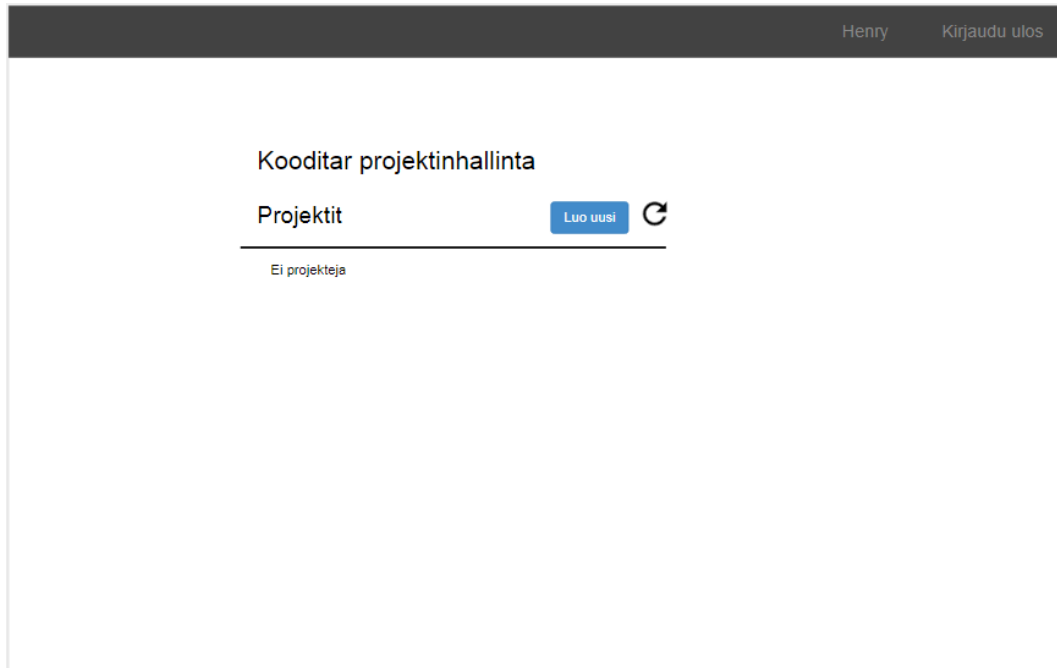 Henry Kirjaudu ulos
Kooditar projektinhallinta
Projektit Luo uusi
Ei projekteja